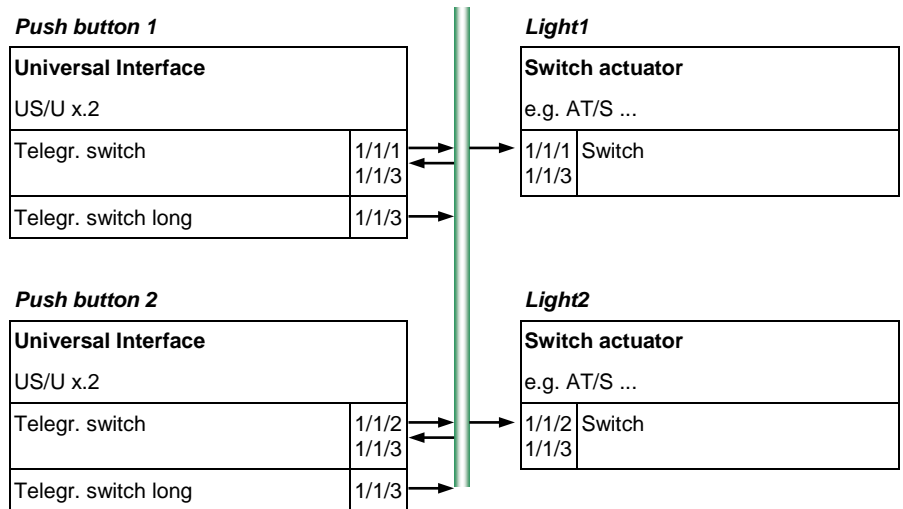 Push button 1
Universal Interface
US/U x.2
Telegr. switch 1/1/1
1/1/3
Telegr. switch long 1/1/3
Light1
Switch actuator
e.g. AT/S ...
1/1/1 Switch
1/1/3
Push button 2
Universal Interface
US/U x.2
Telegr. switch 1/1/2
1/1/3
Telegr. switch long 1/1/3
Light2
Switch actuator
e.g. AT/S ...
1/1/2 Switch
1/1/3